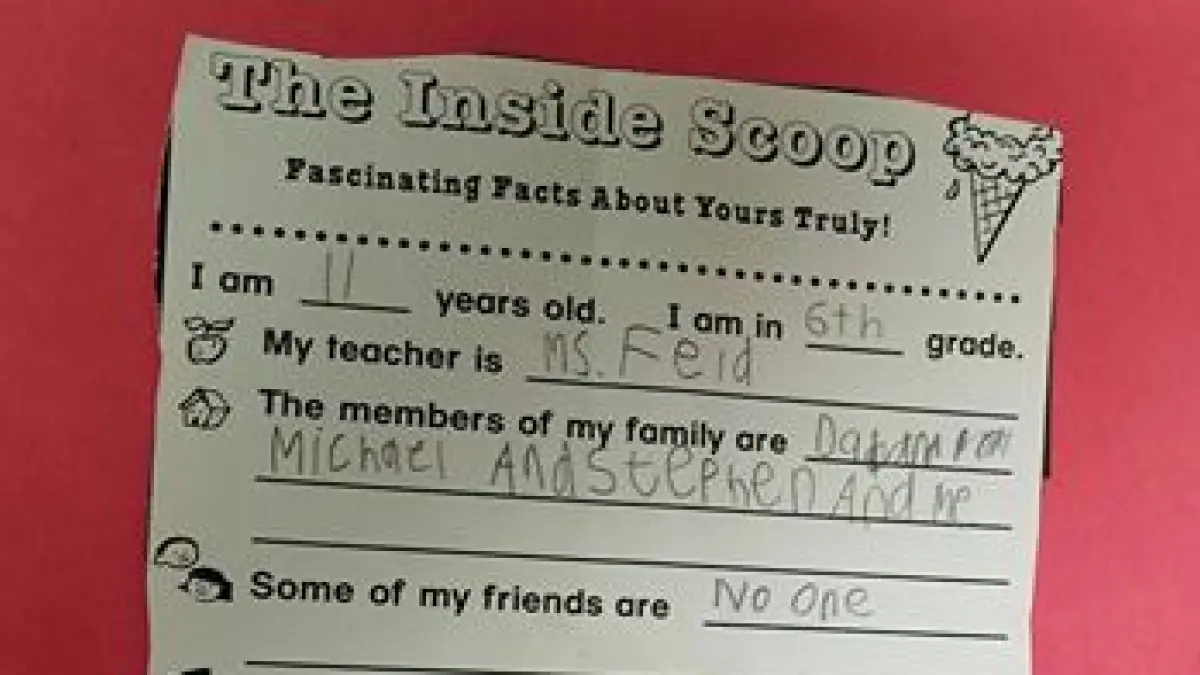 The Inside Scoop
Fascinating Facts About Yours Truly!
I am 11 years old. I am in 6th grade.
My teacher is Ms. Feid
The members of my family are
Michael And Stephen And me
Some of my friends are No One